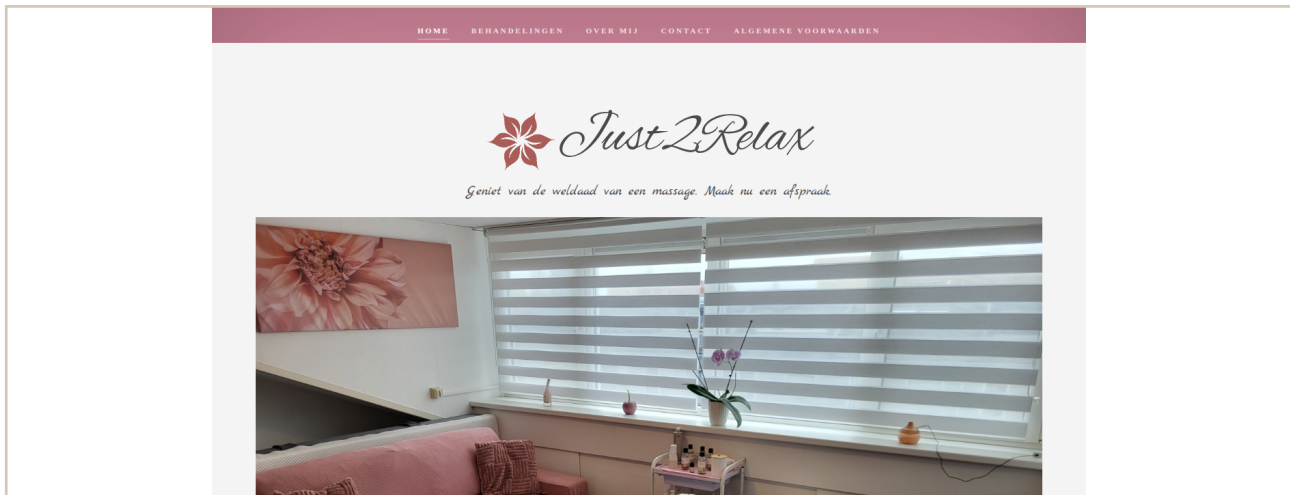 HOME BEHANDELINGEN OVER MIJ CONTACT ALGEMENE VOORWAARDEN
Just2Relax
Geniet van de weldaad van een massage. Maak nu een afspraak.